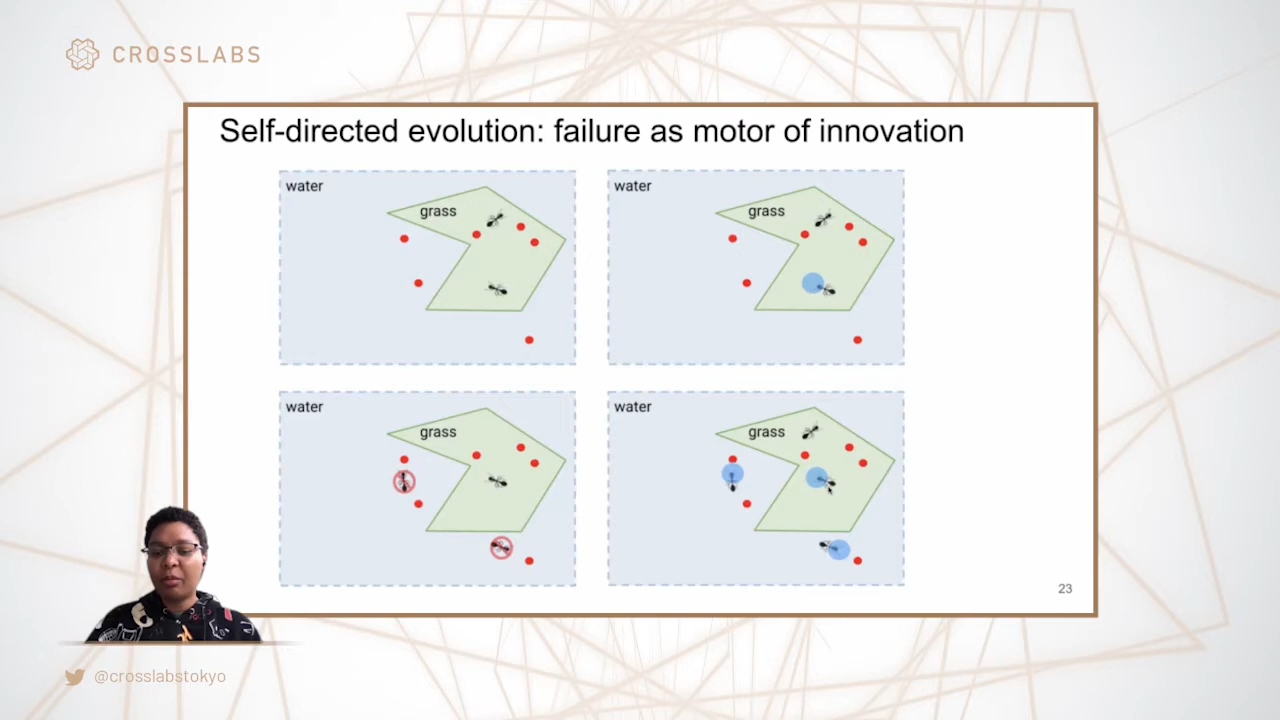 CROSSLABS
Self-directed evolution: failure as motor of innovation
water
grass
water
grass
water
grass
water
grass
23
@crosslabstokyo